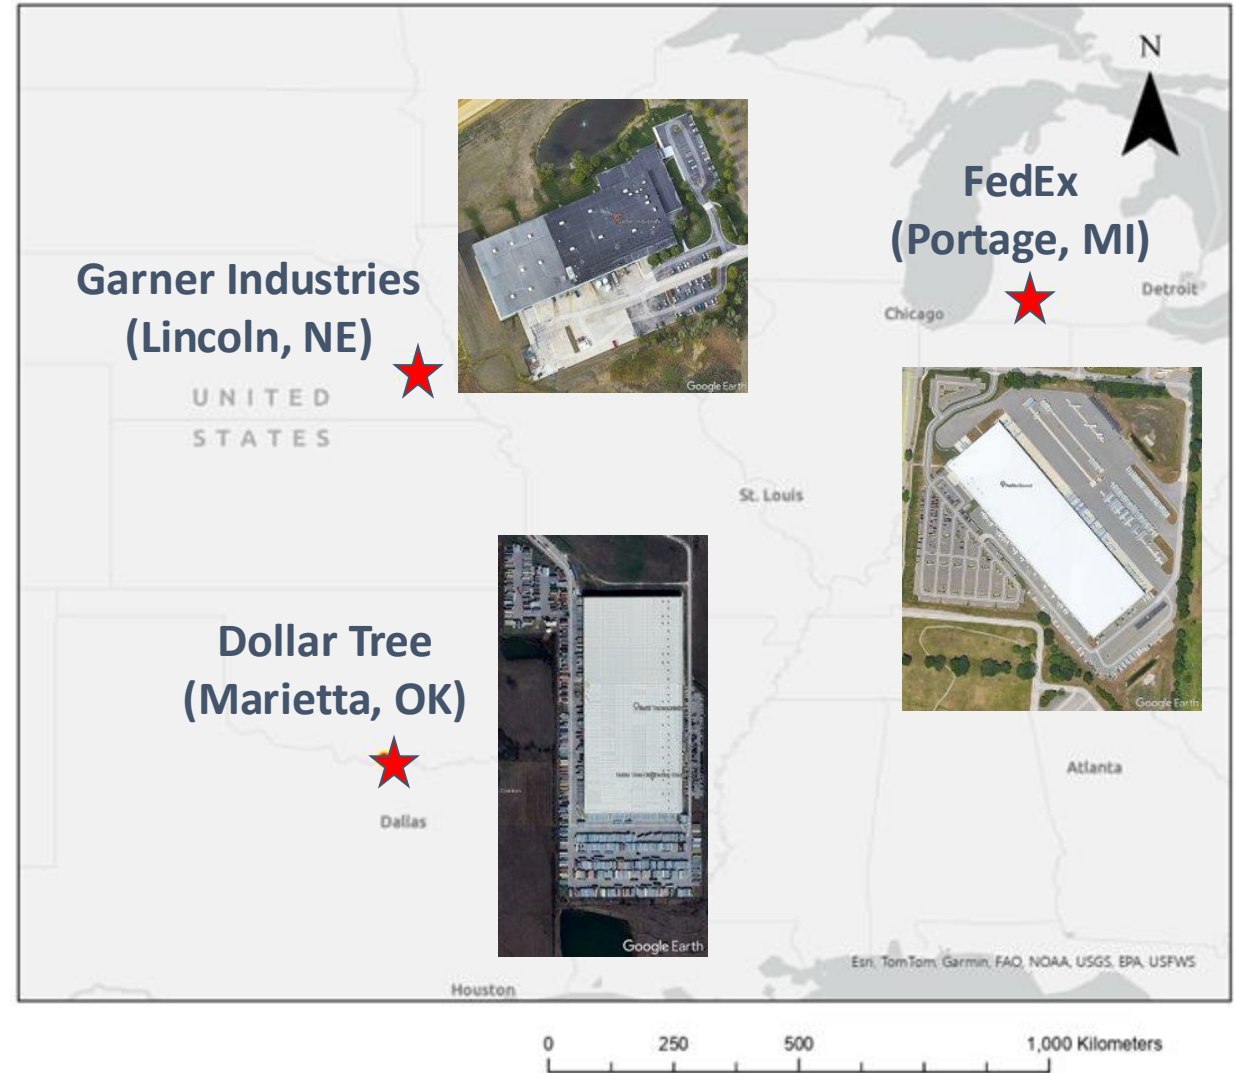 N
FedEx
(Portage, MI)
Garner Industries
(Lincoln, NE)
Garner Industries
Detroit
Chicago
Google Earth
UNITED
STATES
St. Louis
Google Earth
Dollar Tree
(Marietta, OK)
Dallas
Atlanta
Google Earth
Esri, TomTom, Garmin, FAO, NOAA, USGS, EPA, USFWS
Houston
0 250 500 1,000 Kilometers